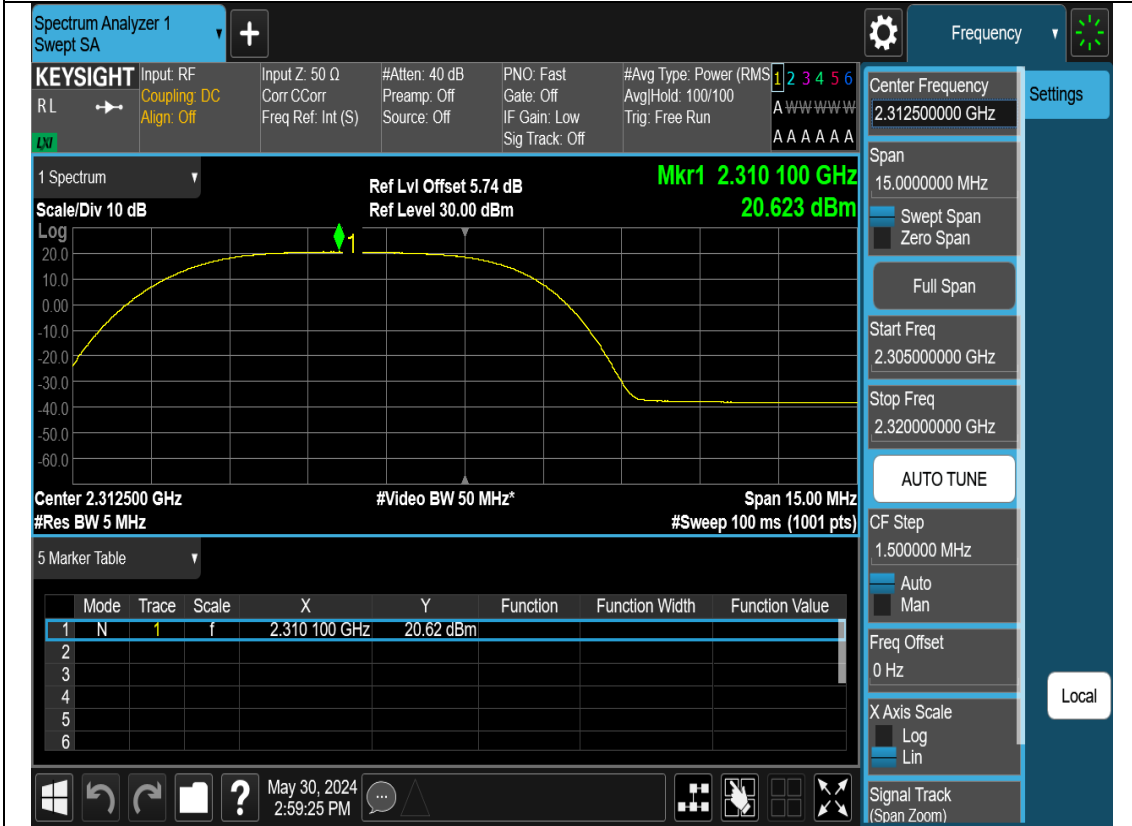 Spectrum Analyzer 1
Swept SA
+
Frequency
KEYSIGHT
RL
LXI
Input: RF
Coupling: DC
Align: Off
Input Z: 50 Ω
Corr CCorr
Freq Ref: Int (S)
#Atten: 40 dB
Preamp: Off
Source: Off
PNO: Fast
Gate: Off
IF Gain: Low
Sig Track: Off
#Avg Type: Power (RMS
Avg|Hold: 100/100
Trig: Free Run
1 2 3 4 5 6
A W W W W W
A A A A A A
1 Spectrum
Scale/Div 10 dB
Ref Lvl Offset 5.74 dB
Ref Level 30.00 dBm
Mkr1 2.310 100 GHz
20.623 dBm
Log
1
20.0
10.0
0.00
-10.0
-20.0
-30.0
-40.0
-50.0
-60.0
Center 2.312500 GHz
#Video BW 50 MHz*
Span 15.00 MHz
#Res BW 5 MHz
#Sweep 100 ms (1001 pts)
5 Marker Table
Mode Trace Scale X Y Function Function Width Function Value
1 N 1 f 2.310 100 GHz 20.62 dBm
2
3
4
5
6
May 30, 2024
2:59:25 PM
?
Center Frequency
2.312500000 GHz
Settings
Span
15.0000000 MHz
Swept Span
Zero Span
Full Span
Start Freq
2.305000000 GHz
Stop Freq
2.320000000 GHz
AUTO TUNE
CF Step
1.500000 MHz
Auto
Man
Freq Offset
0 Hz
Local
X Axis Scale
Log
Lin
Signal Track
(Span Zoom)